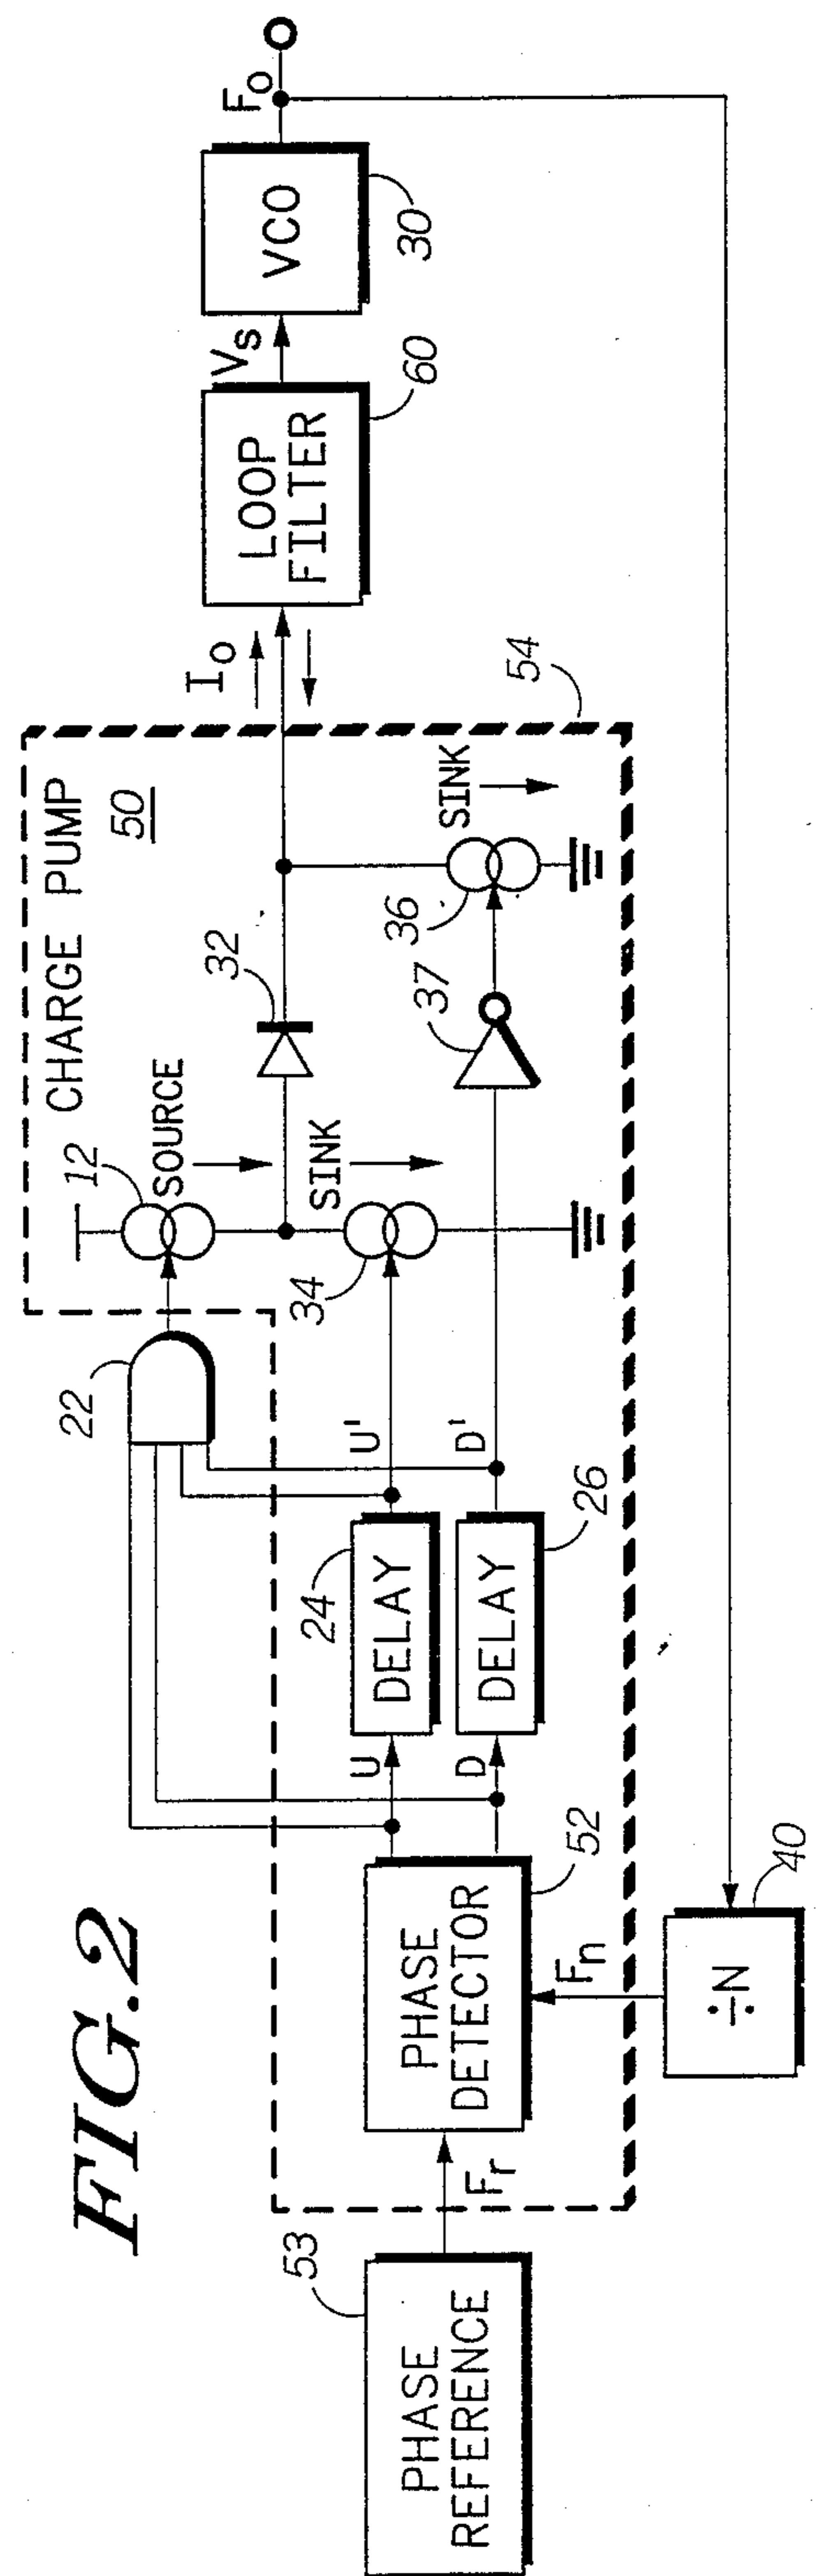 FIG.2
PHASE
REFERENCE
53
Fr
PHASE
DETECTOR
52
Fn
÷N
40
U
D
DELAY
24
DELAY
26
U'
D'
22
CHARGE PUMP
50
12
SOURCE
SINK
34
32
37
36
SINK
54
Io
LOOP
FILTER
60
Vs
VCO
30
Fo